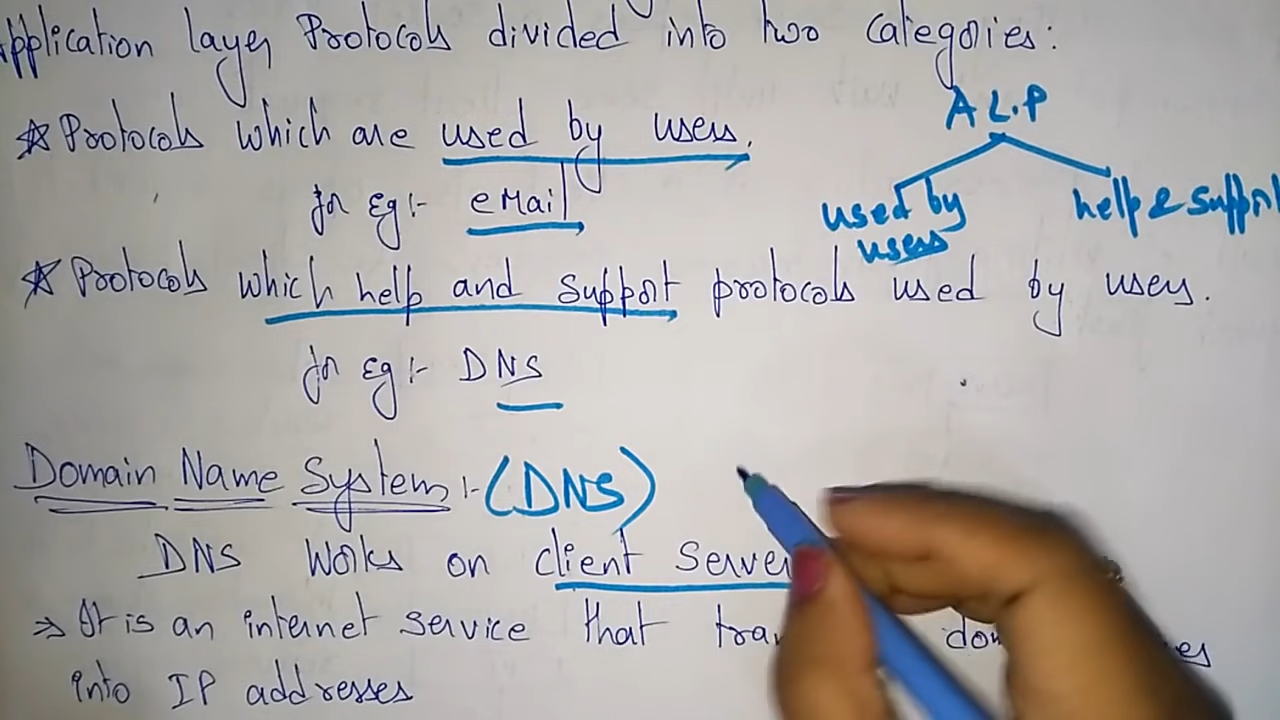 Application layer Protocols divided into two categories:
A L.P
☆ Protocols which are used by users.
used by users
help & support
for Eg:- eMail
☆ Protocols which help and support protocols used by users.
for Eg:- DNS
Domain Name System:- (DNS)
DNS works on client Server
⇒ It is an internet service that
into IP addresses